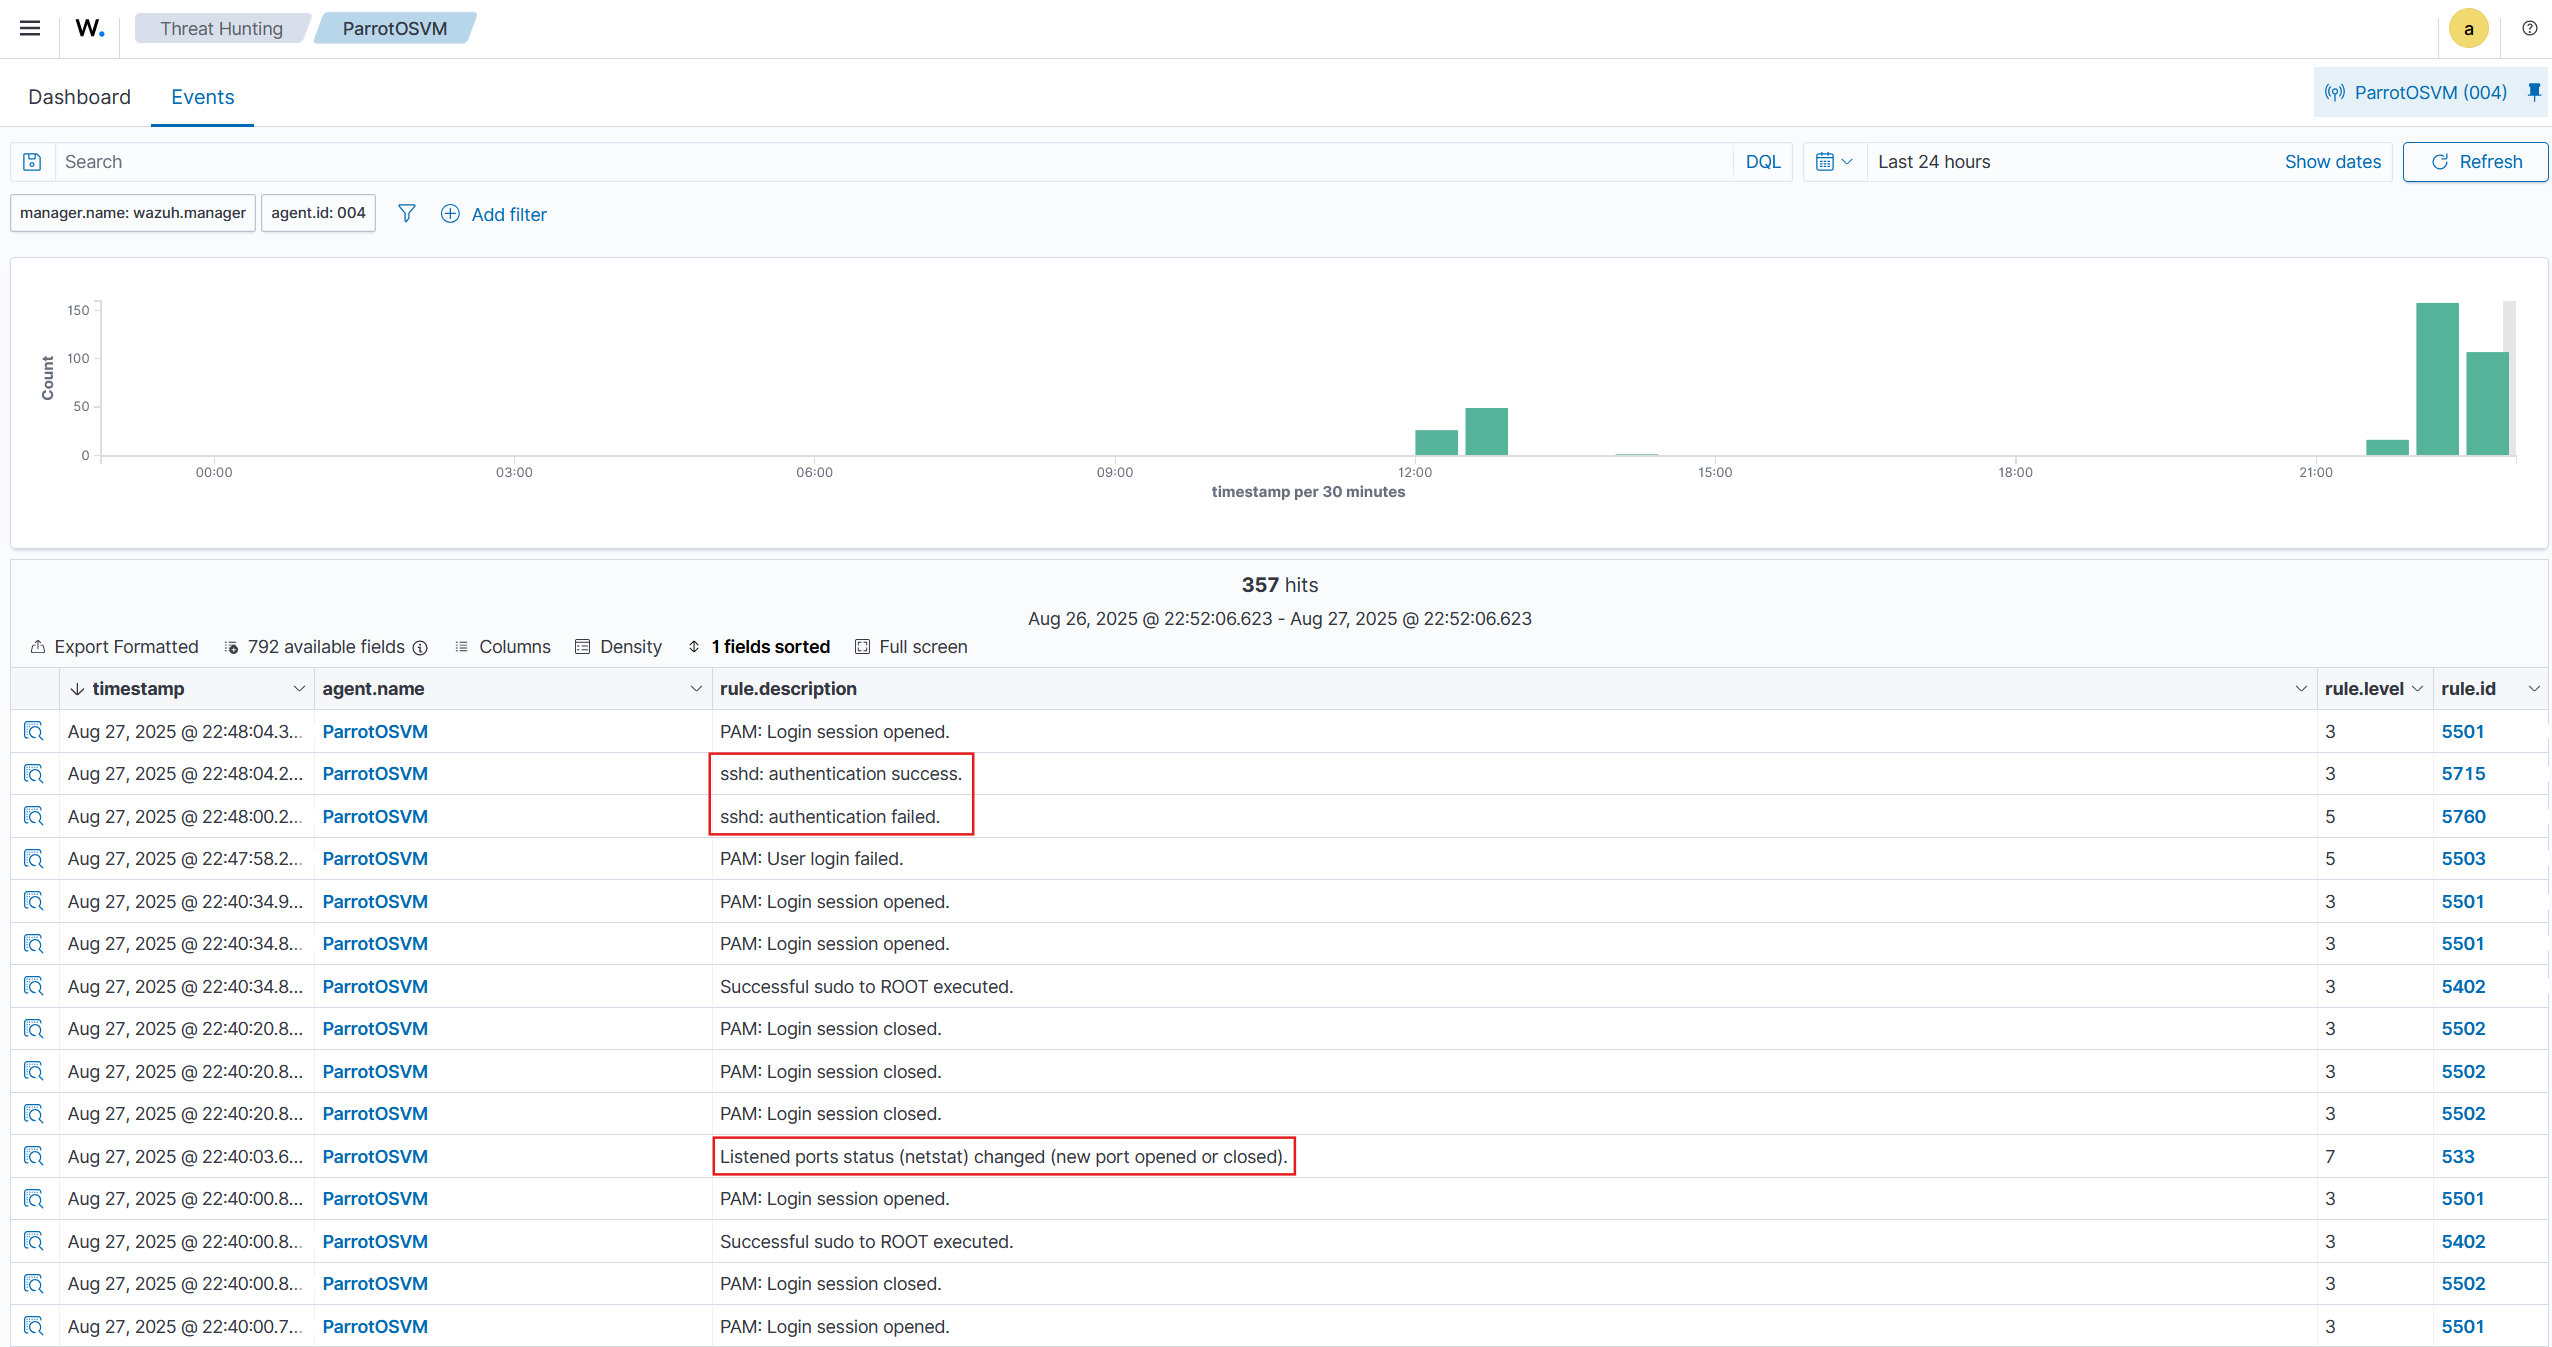 W. Threat Hunting ParrotOSVM a
Dashboard Events ParrotOSVM (004)
Search DQL Last 24 hours Show dates Refresh
manager.name: wazuh.manager agent.id: 004 Add filter
150
100
50
0
Count
00:00 03:00 06:00 09:00 12:00 15:00 18:00 21:00
timestamp per 30 minutes
357 hits
Aug 26, 2025 @ 22:52:06.623 - Aug 27, 2025 @ 22:52:06.623
Export Formatted 792 available fields Columns Density 1 fields sorted Full screen
timestamp agent.name rule.description rule.level rule.id
Aug 27, 2025 @ 22:48:04.3... ParrotOSVM PAM: Login session opened. 3 5501
Aug 27, 2025 @ 22:48:04.2... ParrotOSVM sshd: authentication success. 3 5715
Aug 27, 2025 @ 22:48:00.2... ParrotOSVM sshd: authentication failed. 5 5760
Aug 27, 2025 @ 22:47:58.2... ParrotOSVM PAM: User login failed. 5 5503
Aug 27, 2025 @ 22:40:34.9... ParrotOSVM PAM: Login session opened. 3 5501
Aug 27, 2025 @ 22:40:34.8... ParrotOSVM PAM: Login session opened. 3 5501
Aug 27, 2025 @ 22:40:34.8... ParrotOSVM Successful sudo to ROOT executed. 3 5402
Aug 27, 2025 @ 22:40:20.8... ParrotOSVM PAM: Login session closed. 3 5502
Aug 27, 2025 @ 22:40:20.8... ParrotOSVM PAM: Login session closed. 3 5502
Aug 27, 2025 @ 22:40:20.8... ParrotOSVM PAM: Login session closed. 3 5502
Aug 27, 2025 @ 22:40:03.6... ParrotOSVM Listened ports status (netstat) changed (new port opened or closed). 7 533
Aug 27, 2025 @ 22:40:00.8... ParrotOSVM PAM: Login session opened. 3 5501
Aug 27, 2025 @ 22:40:00.8... ParrotOSVM Successful sudo to ROOT executed. 3 5402
Aug 27, 2025 @ 22:40:00.8... ParrotOSVM PAM: Login session closed. 3 5502
Aug 27, 2025 @ 22:40:00.7... ParrotOSVM PAM: Login session opened. 3 5501